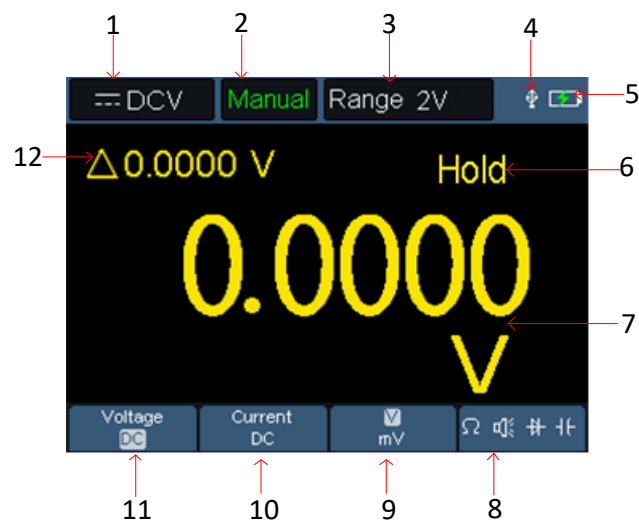 1 2 3 4
DCV Manual Range 2V
5
12 △0.0000 V Hold 6
0.0000
7
V
Voltage Current V Ω
DC DC mV
11 10 9 8